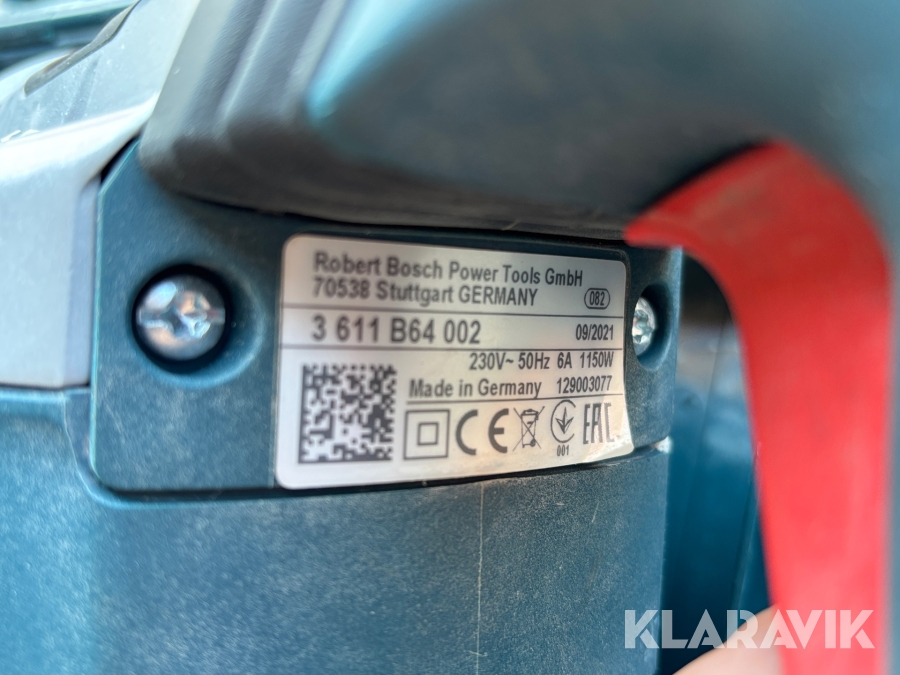 Robert Bosch Power Tools GmbH
70538 Stuttgart GERMANY 082
3 611 B64 002 09/2021
230V~ 50Hz 6A 1150W
Made in Germany 129003077
CE
001
EAC
KLARAVIK